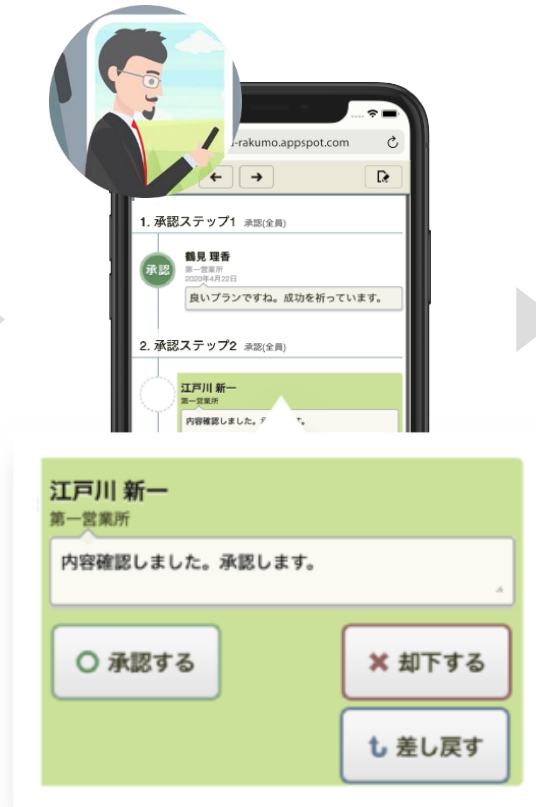 -rakumo.appspot.com
1. 承認ステップ1 承認(全員)
承認
鶴見 理香
第一営業所
2020年4月22日
良いプランですね。成功を祈っています。
2. 承認ステップ2 承認(全員)
江戸川 新一
第一営業所
内容確認しました。
江戸川 新一
第一営業所
内容確認しました。承認します。
承認する
却下する
差し戻す